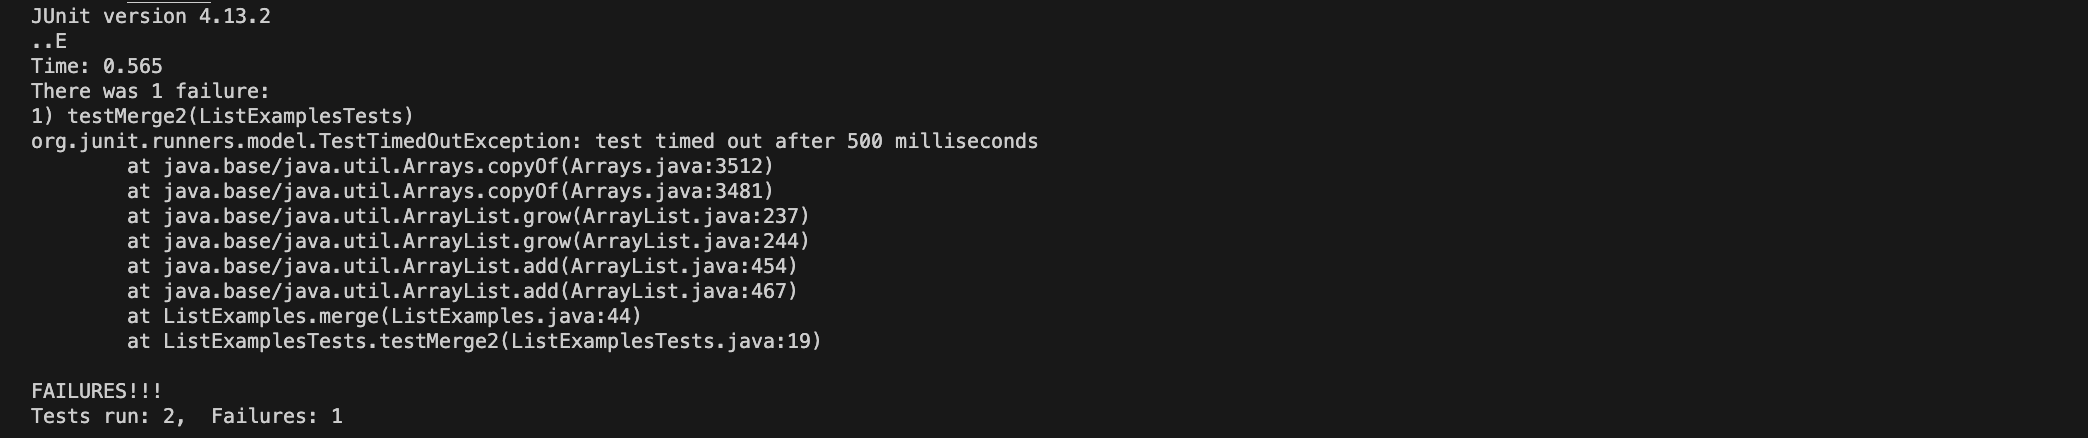 JUnit version 4.13.2
..E
Time: 0.565
There was 1 failure:
1) testMerge2(ListExamplesTests)
org.junit.runners.model.TestTimedOutException: test timed out after 500 milliseconds
        at java.base/java.util.Arrays.copyOf(Arrays.java:3512)
        at java.base/java.util.Arrays.copyOf(Arrays.java:3481)
        at java.base/java.util.ArrayList.grow(ArrayList.java:237)
        at java.base/java.util.ArrayList.grow(ArrayList.java:244)
        at java.base/java.util.ArrayList.add(ArrayList.java:454)
        at java.base/java.util.ArrayList.add(ArrayList.java:467)
        at ListExamples.merge(ListExamples.java:44)
        at ListExamplesTests.testMerge2(ListExamplesTests.java:19)

FAILURES!!!
Tests run: 2,  Failures: 1